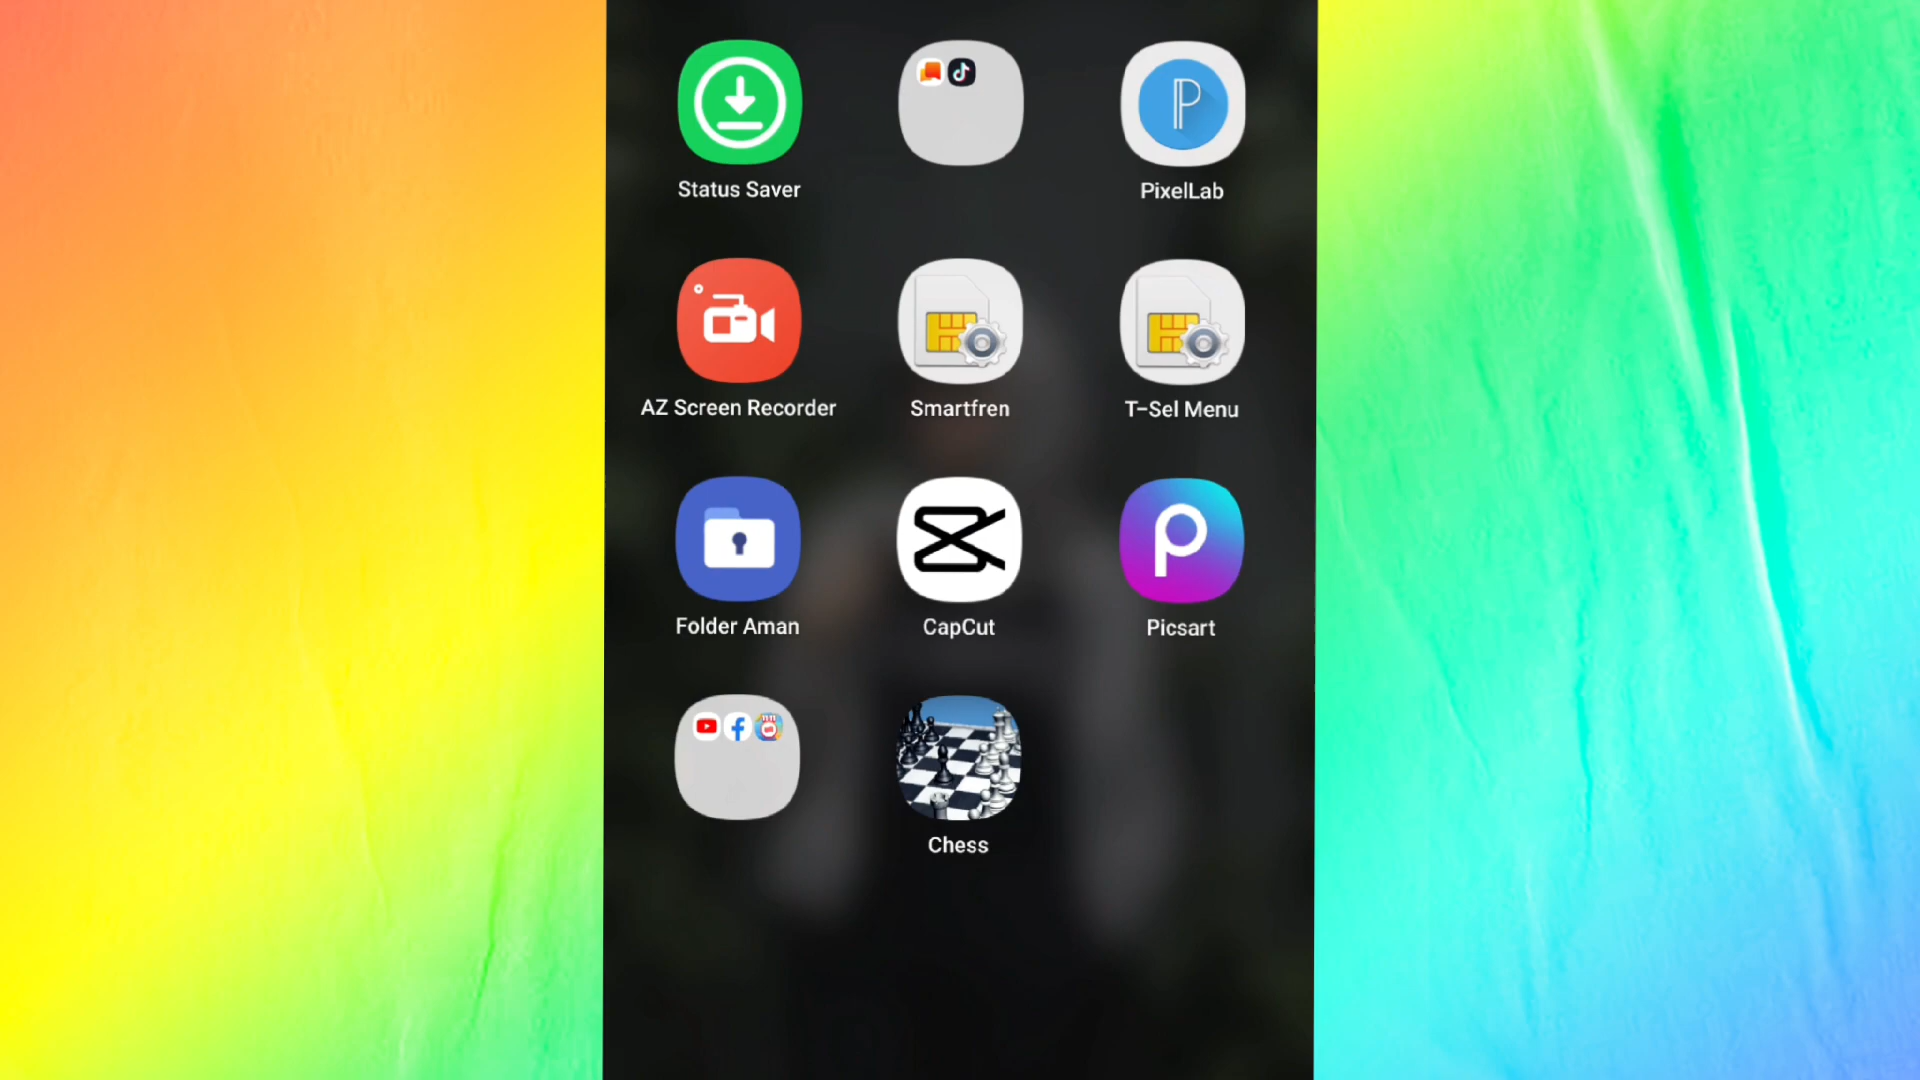 Status Saver
PixelLab
AZ Screen Recorder
Smartfren
T-Sel Menu
Folder Aman
CapCut
Picsart
Chess